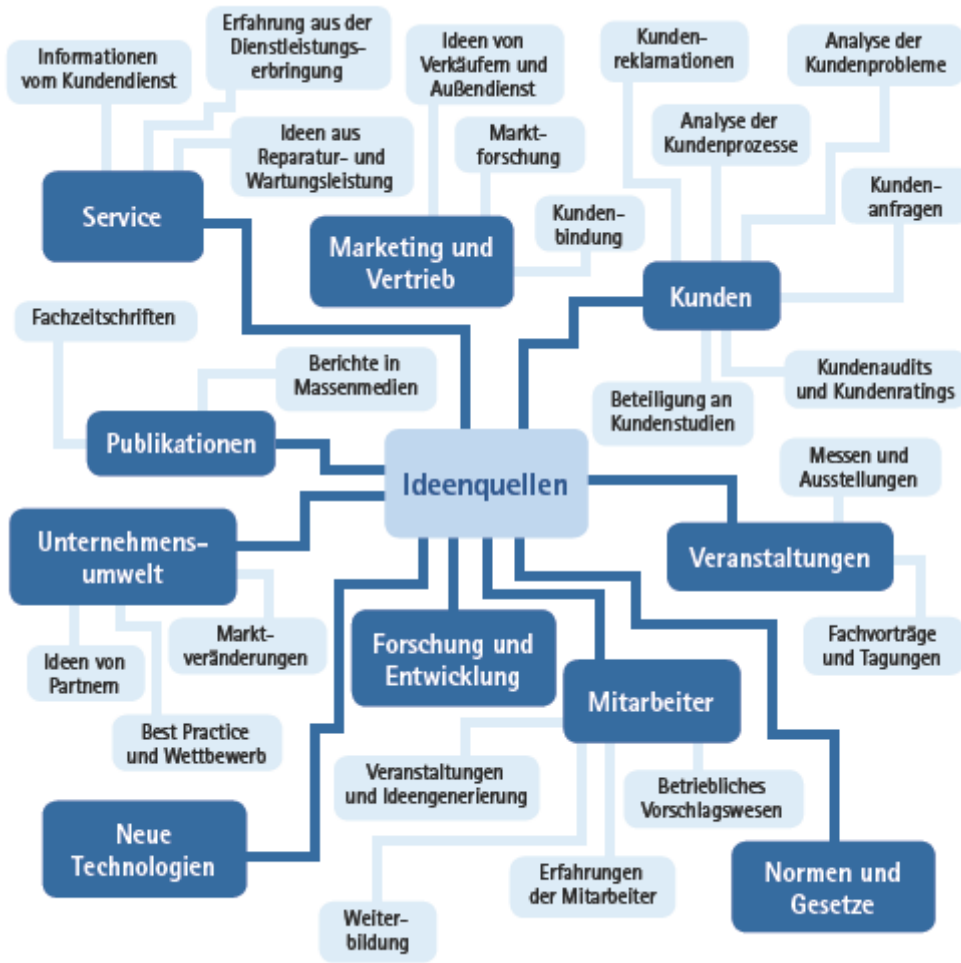 Informationen
vom Kundendienst
Erfahrung aus der
Dienstleistungs-
erbringung
Ideen aus
Reparatur- und
Wartungsleistung
Service
Ideen von
Verkäufern und
Außendienst
Markt-
forschung
Kunden-
bindung
Marketing und
Vertrieb
Kunden-
reklamationen
Analyse der
Kundenprozesse
Analyse der
Kundenprobleme
Kunden-
anfragen
Kunden
Beteiligung an
Kundenstudien
Kundenaudits
und Kundenratings
Fachzeitschriften
Berichte in
Massenmedien
Publikationen
Ideenquellen
Messen und
Ausstellungen
Veranstaltungen
Fachvorträge
und Tagungen
Unternehmens-
umwelt
Ideen von
Partnern
Markt-
veränderungen
Best Practice
und Wettbewerb
Forschung und
Entwicklung
Mitarbeiter
Veranstaltungen
und Ideengenerierung
Betriebliches
Vorschlagswesen
Weiter-
bildung
Erfahrungen
der Mitarbeiter
Neue
Technologien
Normen und
Gesetze